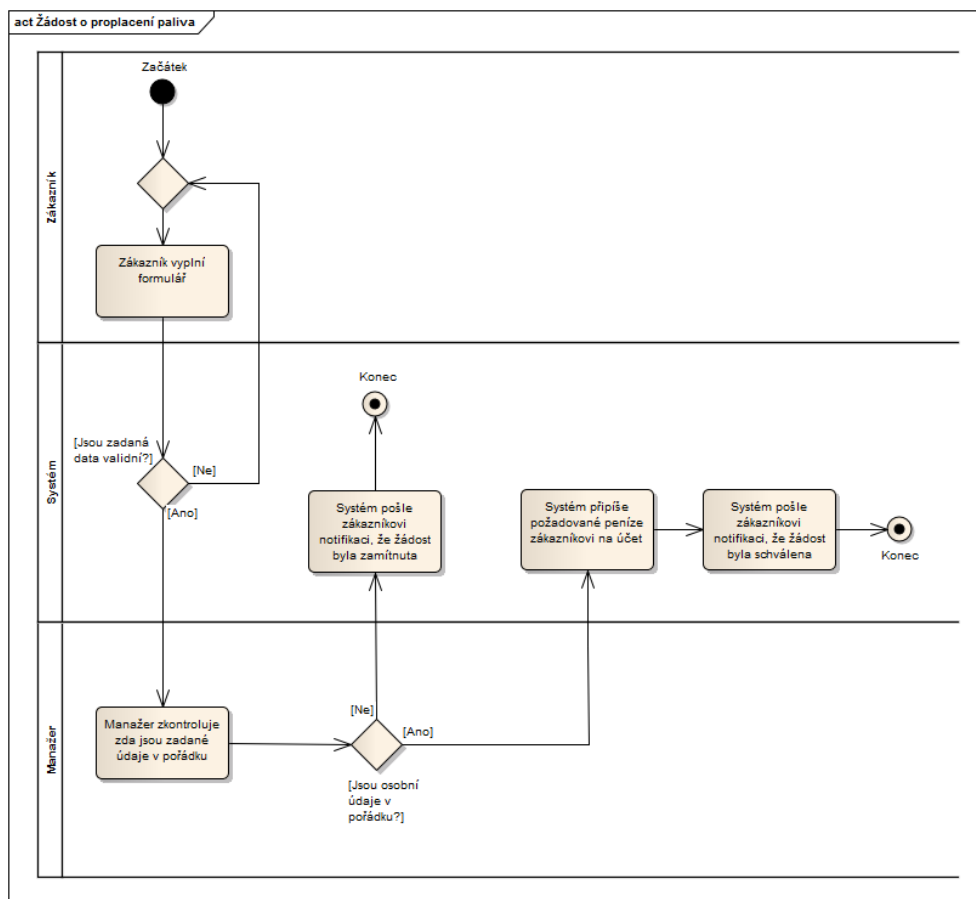 act Žádost o proplacení paliva
Zákazník
Začátek
Zákazník vyplní
formulář
Systém
[Jsou zadaná
data validní?]
[Ne]
[Ano]
Konec
Systém pošle
zákazníkovi
notifikaci, že žádost
byla zamítnuta
Systém připíše
požadované peníze
zákazníkovi na účet
Systém pošle
zákazníkovi
notifikaci, že žádost
byla schválena
Konec
Manažer
Manažer zkontroluje
zda jsou zadané
údaje v pořádku
[Ne]
[Ano]
[Jsou osobní
údaje v
pořádku?]